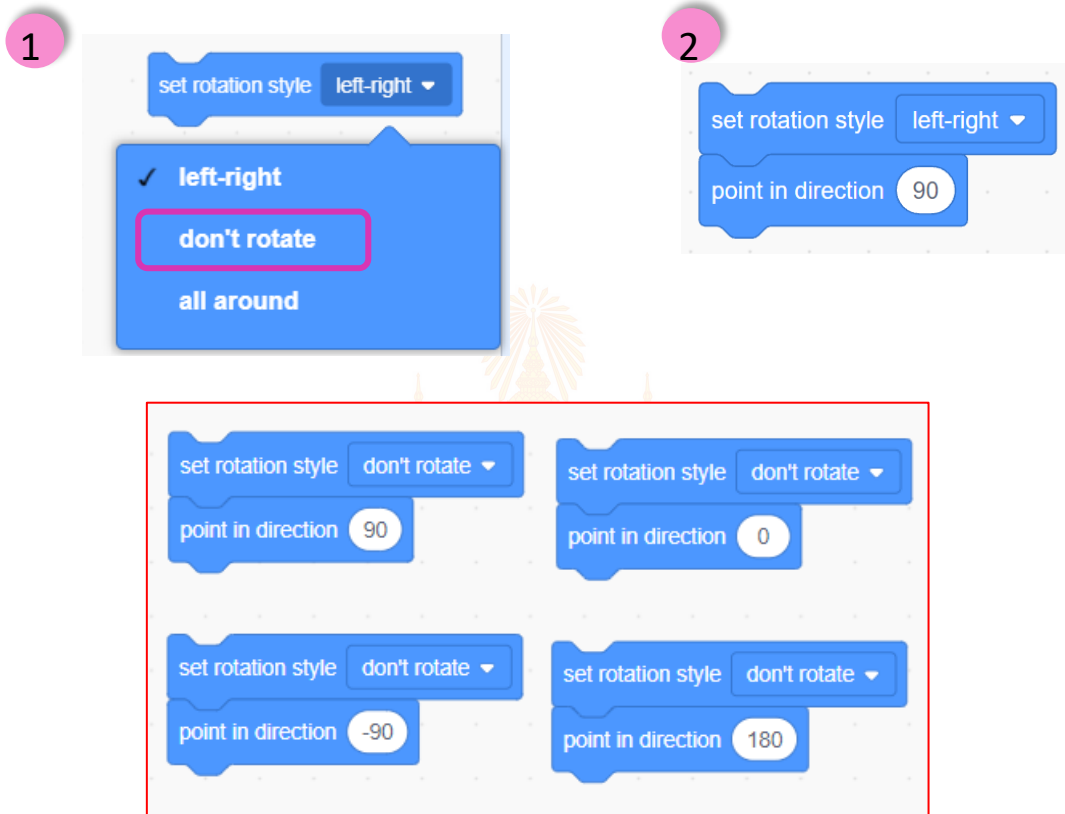 1
set rotation style left-right
left-right
don't rotate
all around
2
set rotation style left-right
point in direction 90
set rotation style don't rotate
point in direction 90
set rotation style don't rotate
point in direction 0
set rotation style don't rotate
point in direction -90
set rotation style don't rotate
point in direction 180